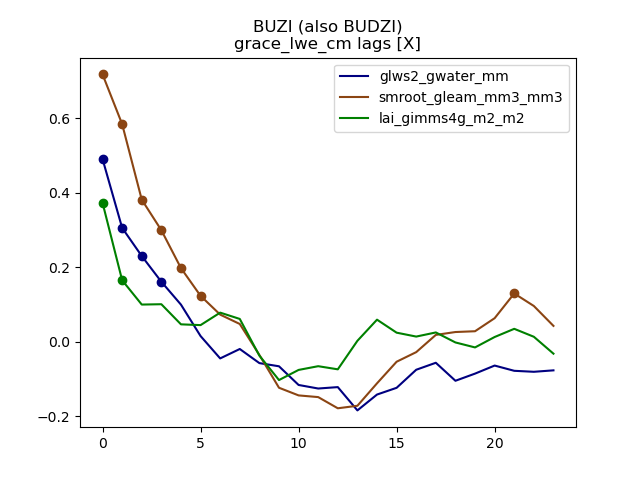 BUZI (also BUDZI)
grace_lwe_cm lags [X]
glws2_gwater_mm
smroot_gleam_mm3_mm3
lai_gimms4g_m2_m2
0.6
0.4
0.2
0.0
−0.2
0
5
10
15
20